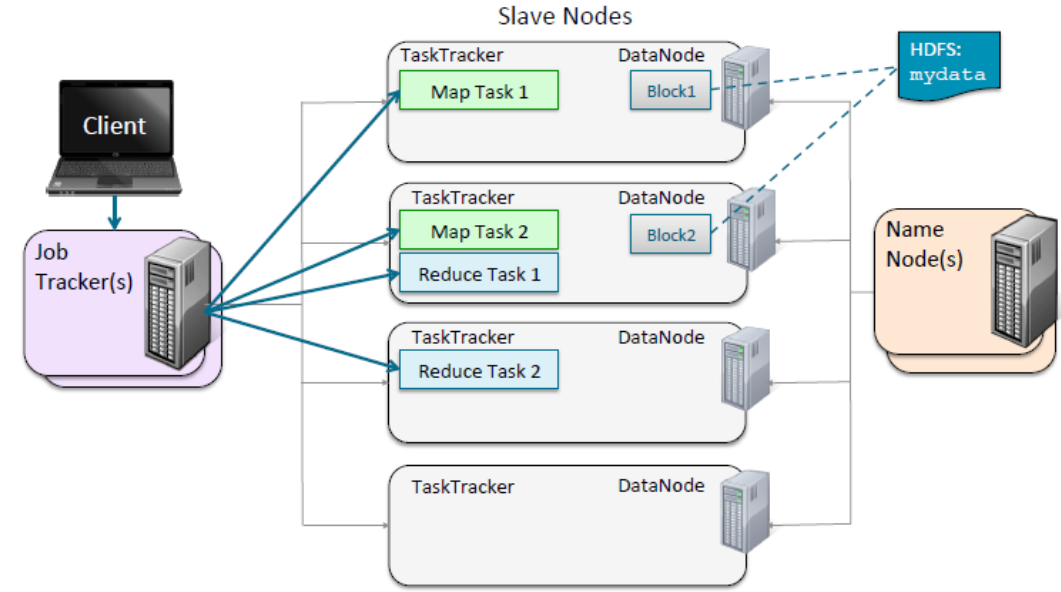 Slave Nodes
Client
Job
Tracker(s)
TaskTracker
DataNode
Map Task 1
Block1
TaskTracker
DataNode
Map Task 2
Block2
Reduce Task 1
TaskTracker
DataNode
Reduce Task 2
TaskTracker
DataNode
HDFS:
mydata
Name
Node(s)